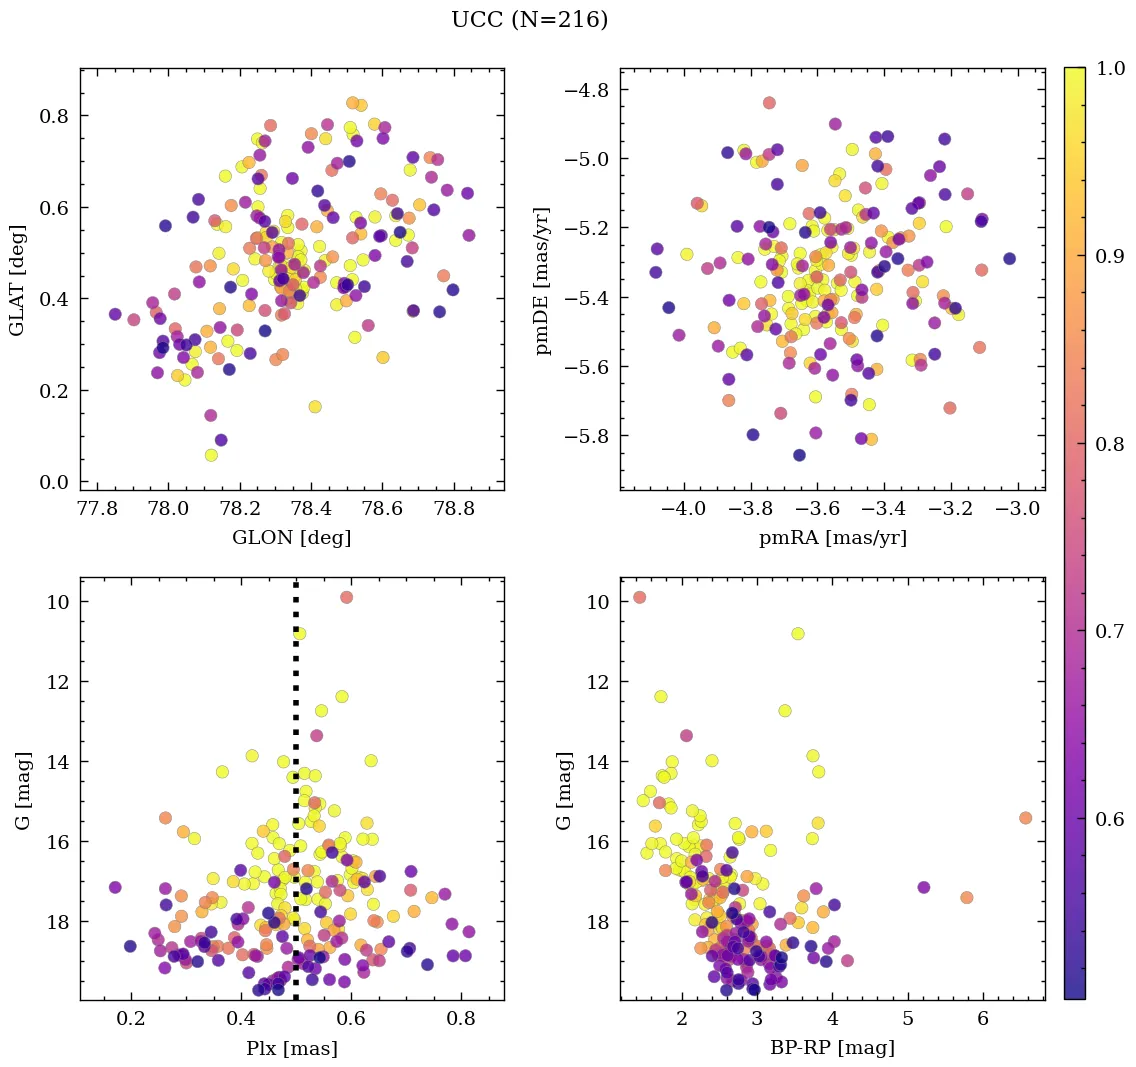 UCC (N=216)
0.8
0.6
0.4
0.2
0.0
GLAT [deg]
77.8 78.0 78.2 78.4 78.6 78.8
GLON [deg]
−4.8
−5.0
−5.2
−5.4
−5.6
−5.8
pmDE [mas/yr]
−4.0 −3.8 −3.6 −3.4 −3.2 −3.0
pmRA [mas/yr]
1.0
0.9
0.8
0.7
0.6
10
12
14
16
18
G [mag]
0.2 0.4 0.6 0.8
Plx [mas]
10
12
14
16
18
G [mag]
2 3 4 5 6
BP-RP [mag]